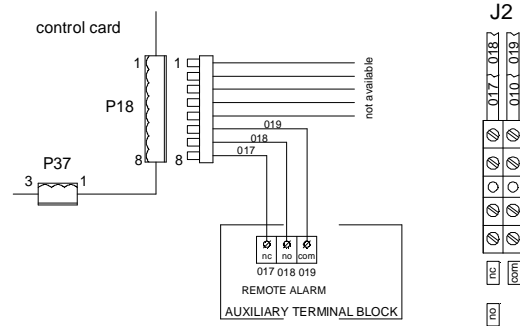 control card
1
1
P18
8
8
P37
3
1
not available
019
018
017
nc
no
com
017 018 019
REMOTE ALARM
AUXILIARY TERMINAL BLOCK
J2
017 018
010 019
nc
com
no